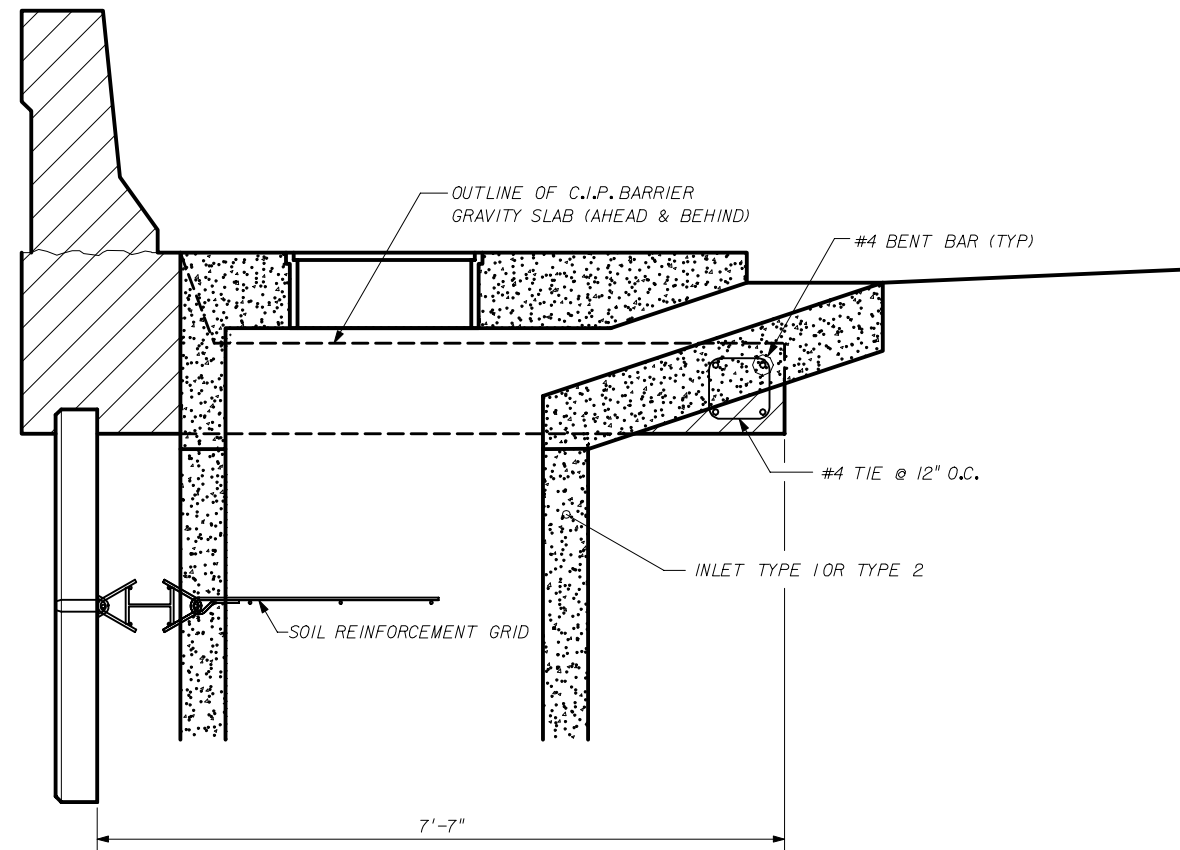 OUTLINE OF C.I.P. BARRIER
GRAVITY SLAB (AHEAD & BEHIND)
#4 BENT BAR (TYP)
#4 TIE @ 12" O.C.
INLET TYPE 1 OR TYPE 2
SOIL REINFORCEMENT GRID
7'-7"